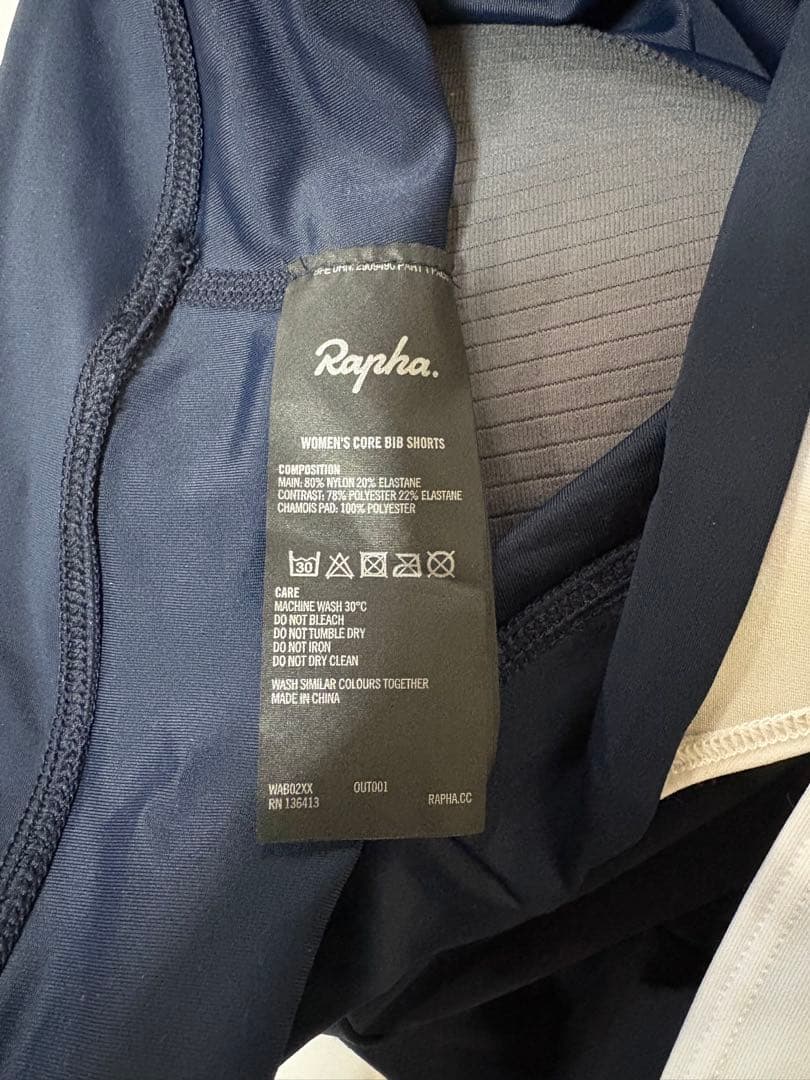 Rapha.
WOMEN'S CORE BIB SHORTS
COMPOSITION
MAIN: 80% NYLON 20% ELASTANE
CONTRAST: 78% POLYESTER 22% ELASTANE
CHAMOIS PAD: 100% POLYESTER
30
CARE
MACHINE WASH 30°C
DO NOT BLEACH
DO NOT TUMBLE DRY
DO NOT IRON
DO NOT DRY CLEAN
WASH SIMILAR COLOURS TOGETHER
MADE IN CHINA
WAB02XX OUT001
RN 136413 RAPHA.CC